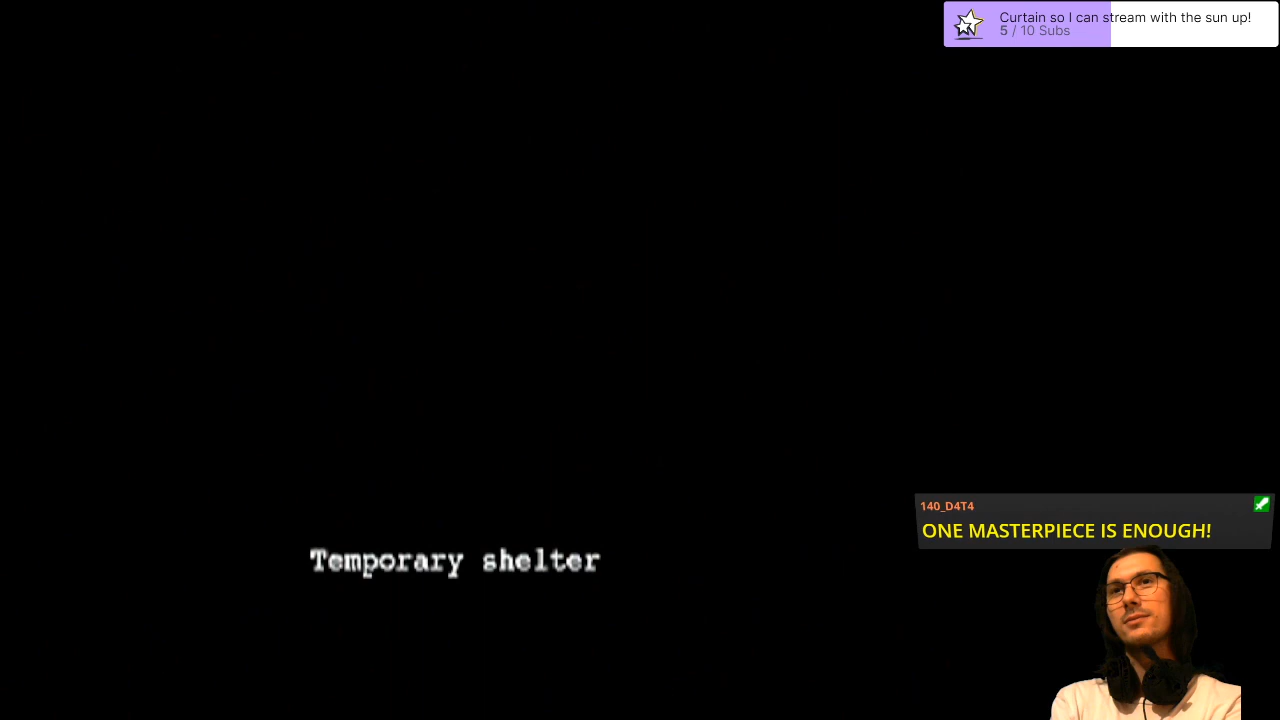 Curtain so I can stream with the sun up!
5 / 10 Subs
Temporary shelter
140_D4T4
ONE MASTERPIECE IS ENOUGH!